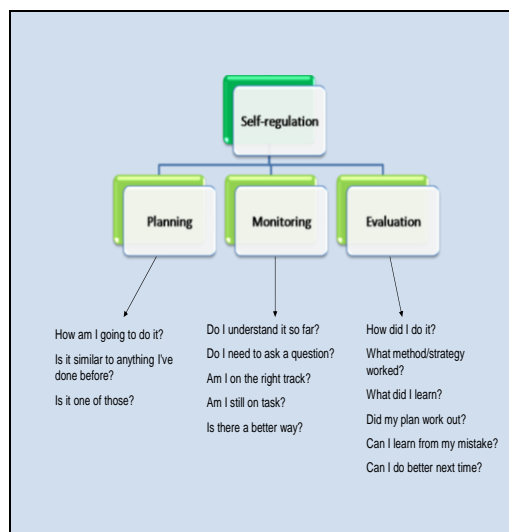 Self-regulation
Planning
Monitoring
Evaluation
How am I going to do it?
Is it similar to anything I've
done before?
Is it one of those?
Do I understand it so far?
Do I need to ask a question?
Am I on the right track?
Am I still on task?
Is there a better way?
How did I do it?
What method/strategy
worked?
What did I learn?
Did my plan work out?
Can I learn from my mistake?
Can I do better next time?